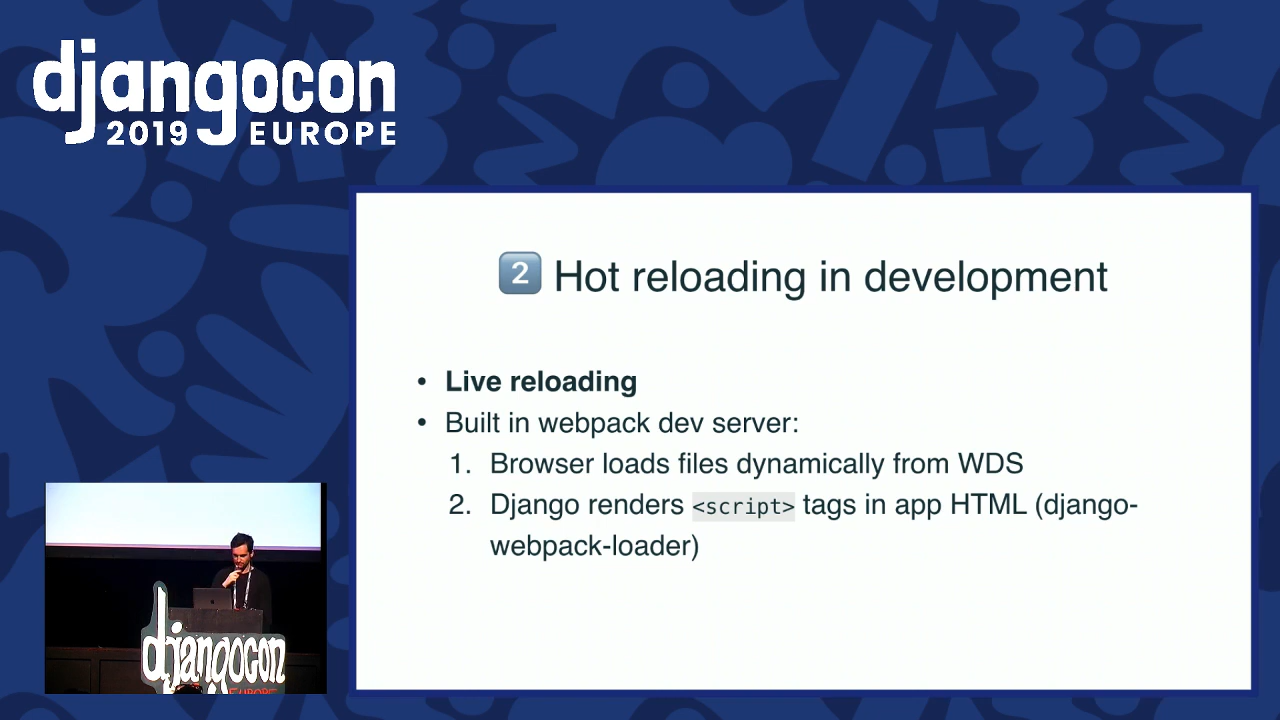 djangocon
2019 EUROPE
2 Hot reloading in development
• Live reloading
• Built in webpack dev server:
1. Browser loads files dynamically from WDS
2. Django renders <script> tags in app HTML (django-
webpack-loader)
djangocon
EUROPE